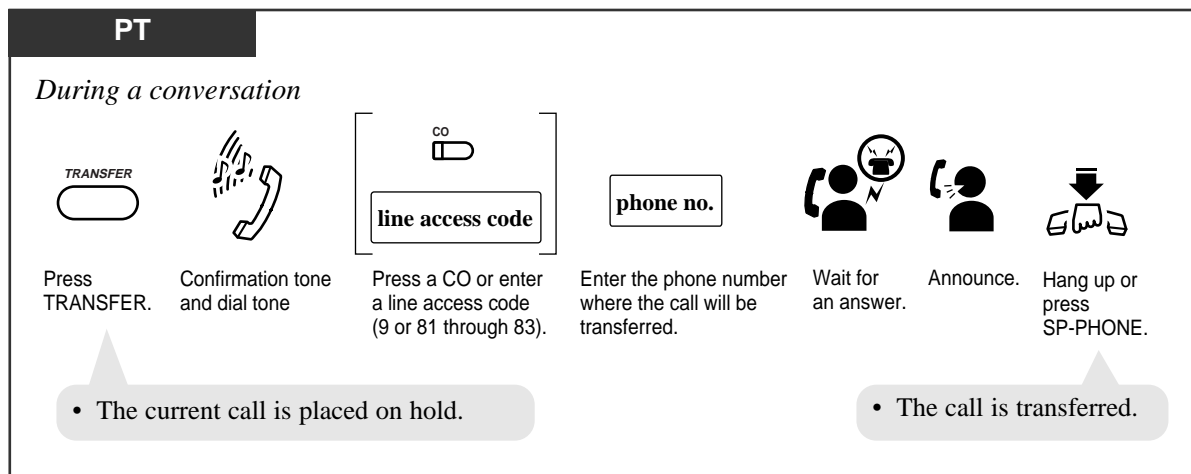 PT
During a conversation
TRANSFER
CO
line access code
phone no.
Press
TRANSFER.
Confirmation tone
and dial tone
Press a CO or enter
a line access code
(9 or 81 through 83).
Enter the phone number
where the call will be
transferred.
Wait for
an answer.
Announce.
Hang up or
press
SP-PHONE.
• The current call is placed on hold.
• The call is transferred.